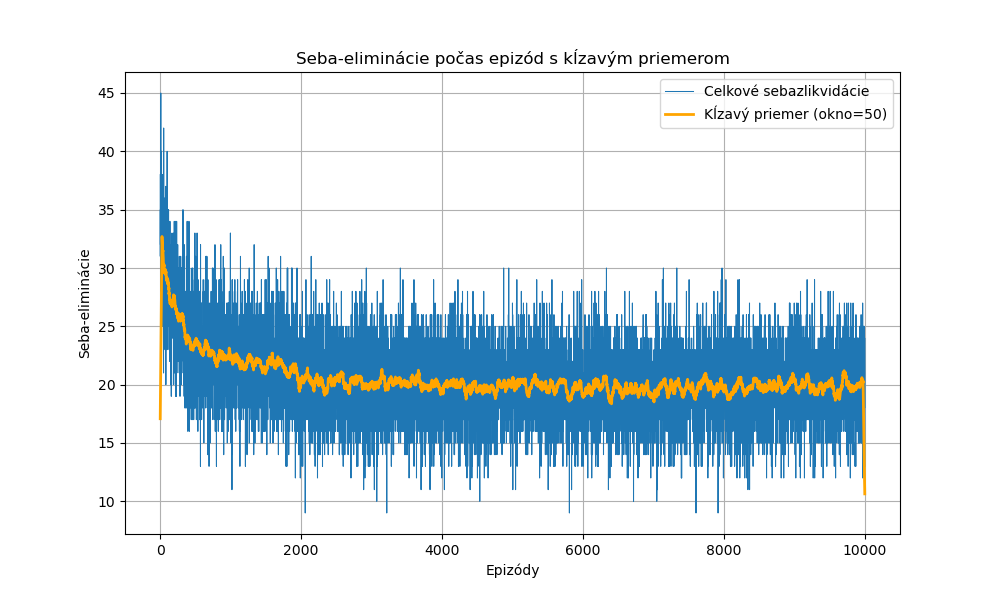 Seba-eliminácie počas epizód s kĺzavým priemerom
Celkové sebazlikvidácie
Kĺzavý priemer (okno=50)
45
40
35
30
25
20
15
10
Seba-eliminácie
0
2000
4000
6000
8000
10000
Epizódy